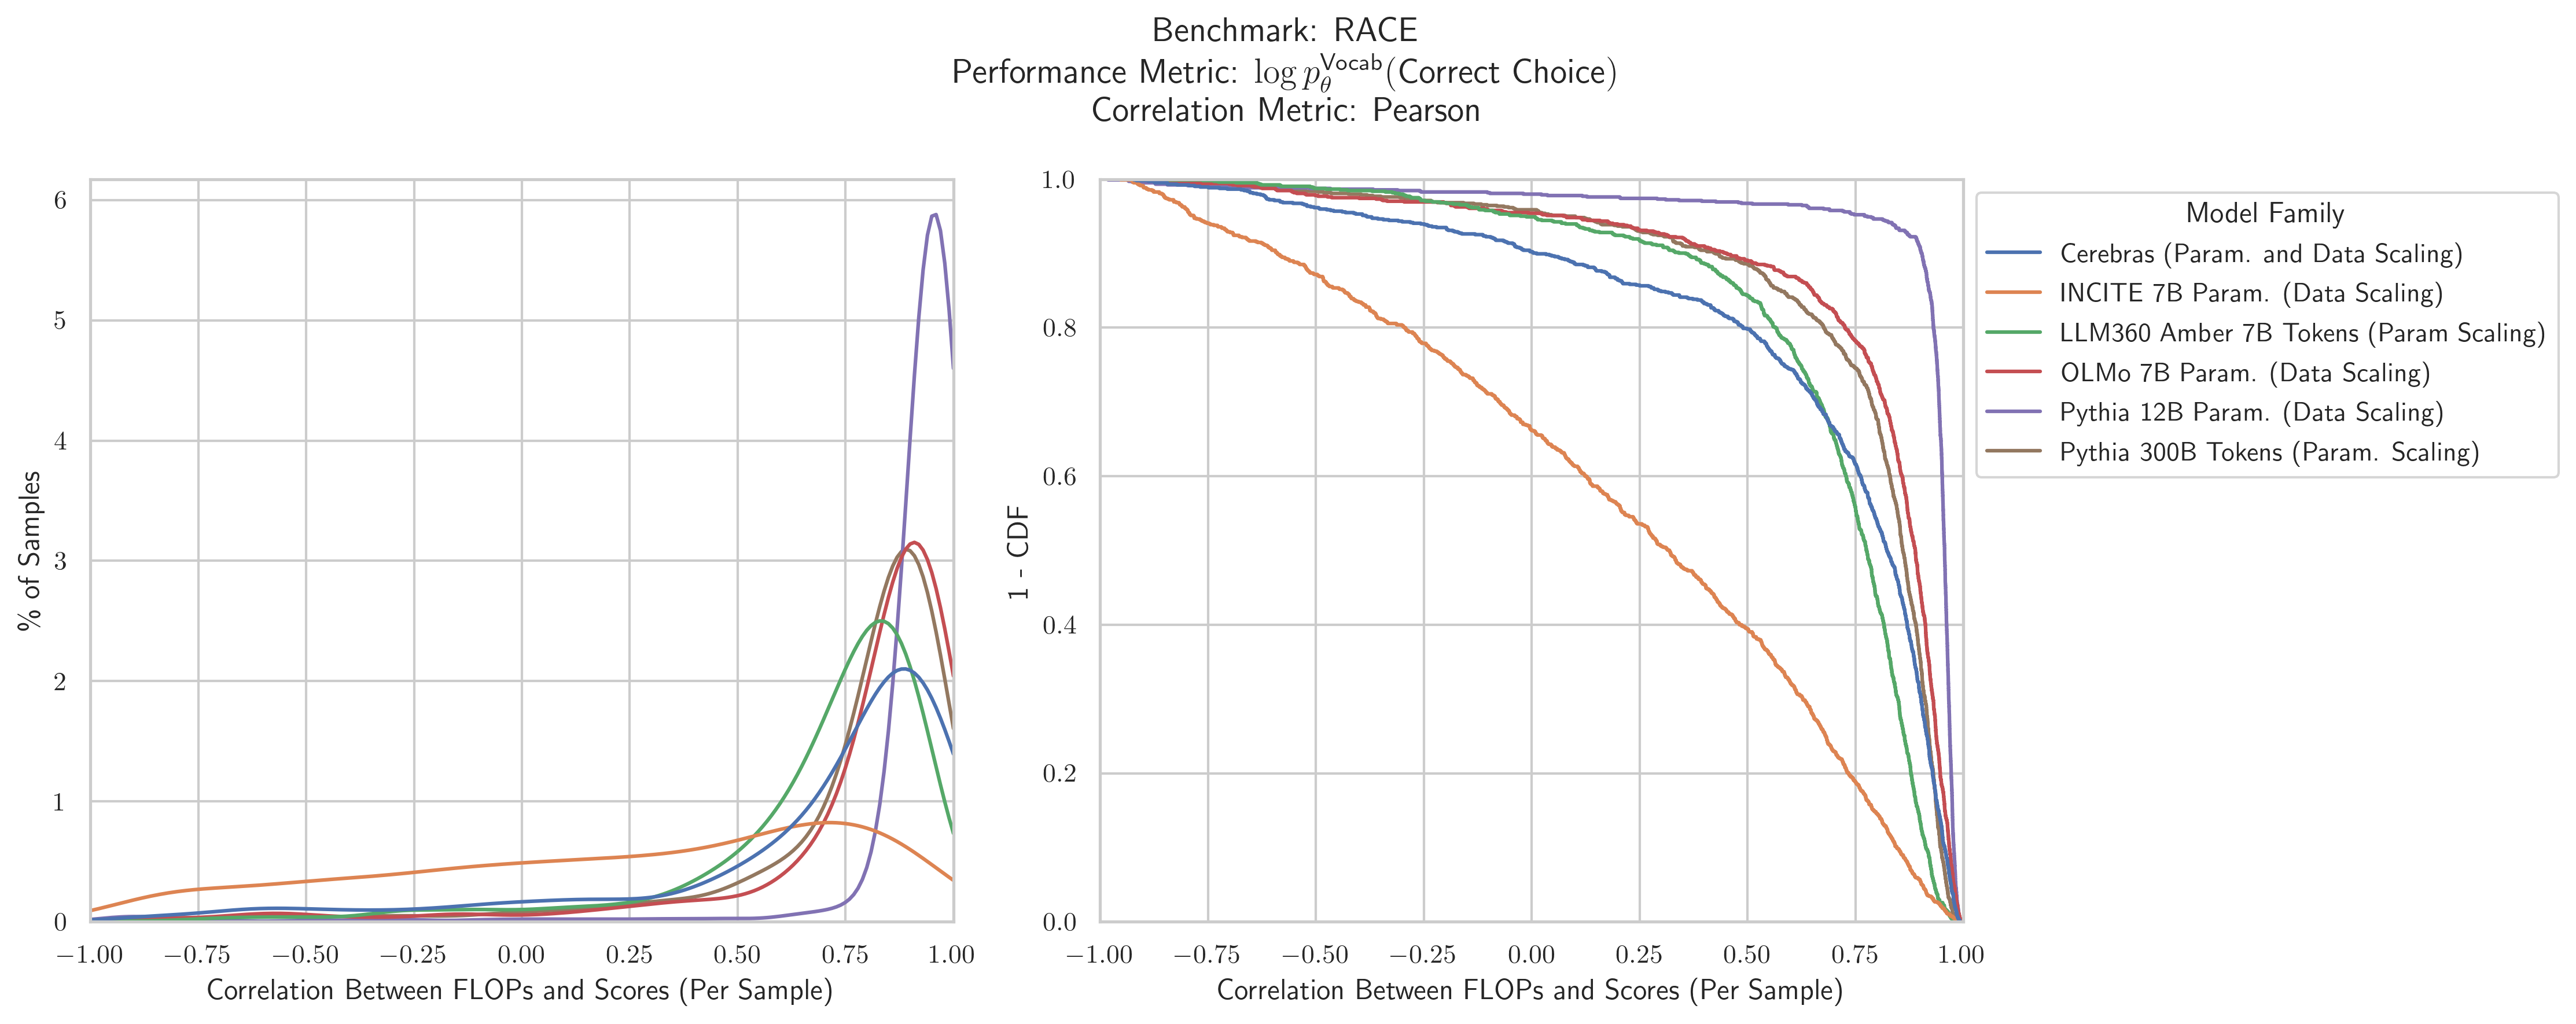 Benchmark: RACE
Performance Metric: log p_θ^Vocab(Correct Choice)
Correlation Metric: Pearson
% of Samples
6
5
4
3
2
1
0
−1.00 −0.75 −0.50 −0.25 0.00 0.25 0.50 0.75 1.00
Correlation Between FLOPs and Scores (Per Sample)
1 - CDF
1.0
0.8
0.6
0.4
0.2
0.0
−1.00 −0.75 −0.50 −0.25 0.00 0.25 0.50 0.75 1.00
Correlation Between FLOPs and Scores (Per Sample)
Model Family
Cerebras (Param. and Data Scaling)
INCITE 7B Param. (Data Scaling)
LLM360 Amber 7B Tokens (Param Scaling)
OLMo 7B Param. (Data Scaling)
Pythia 12B Param. (Data Scaling)
Pythia 300B Tokens (Param. Scaling)